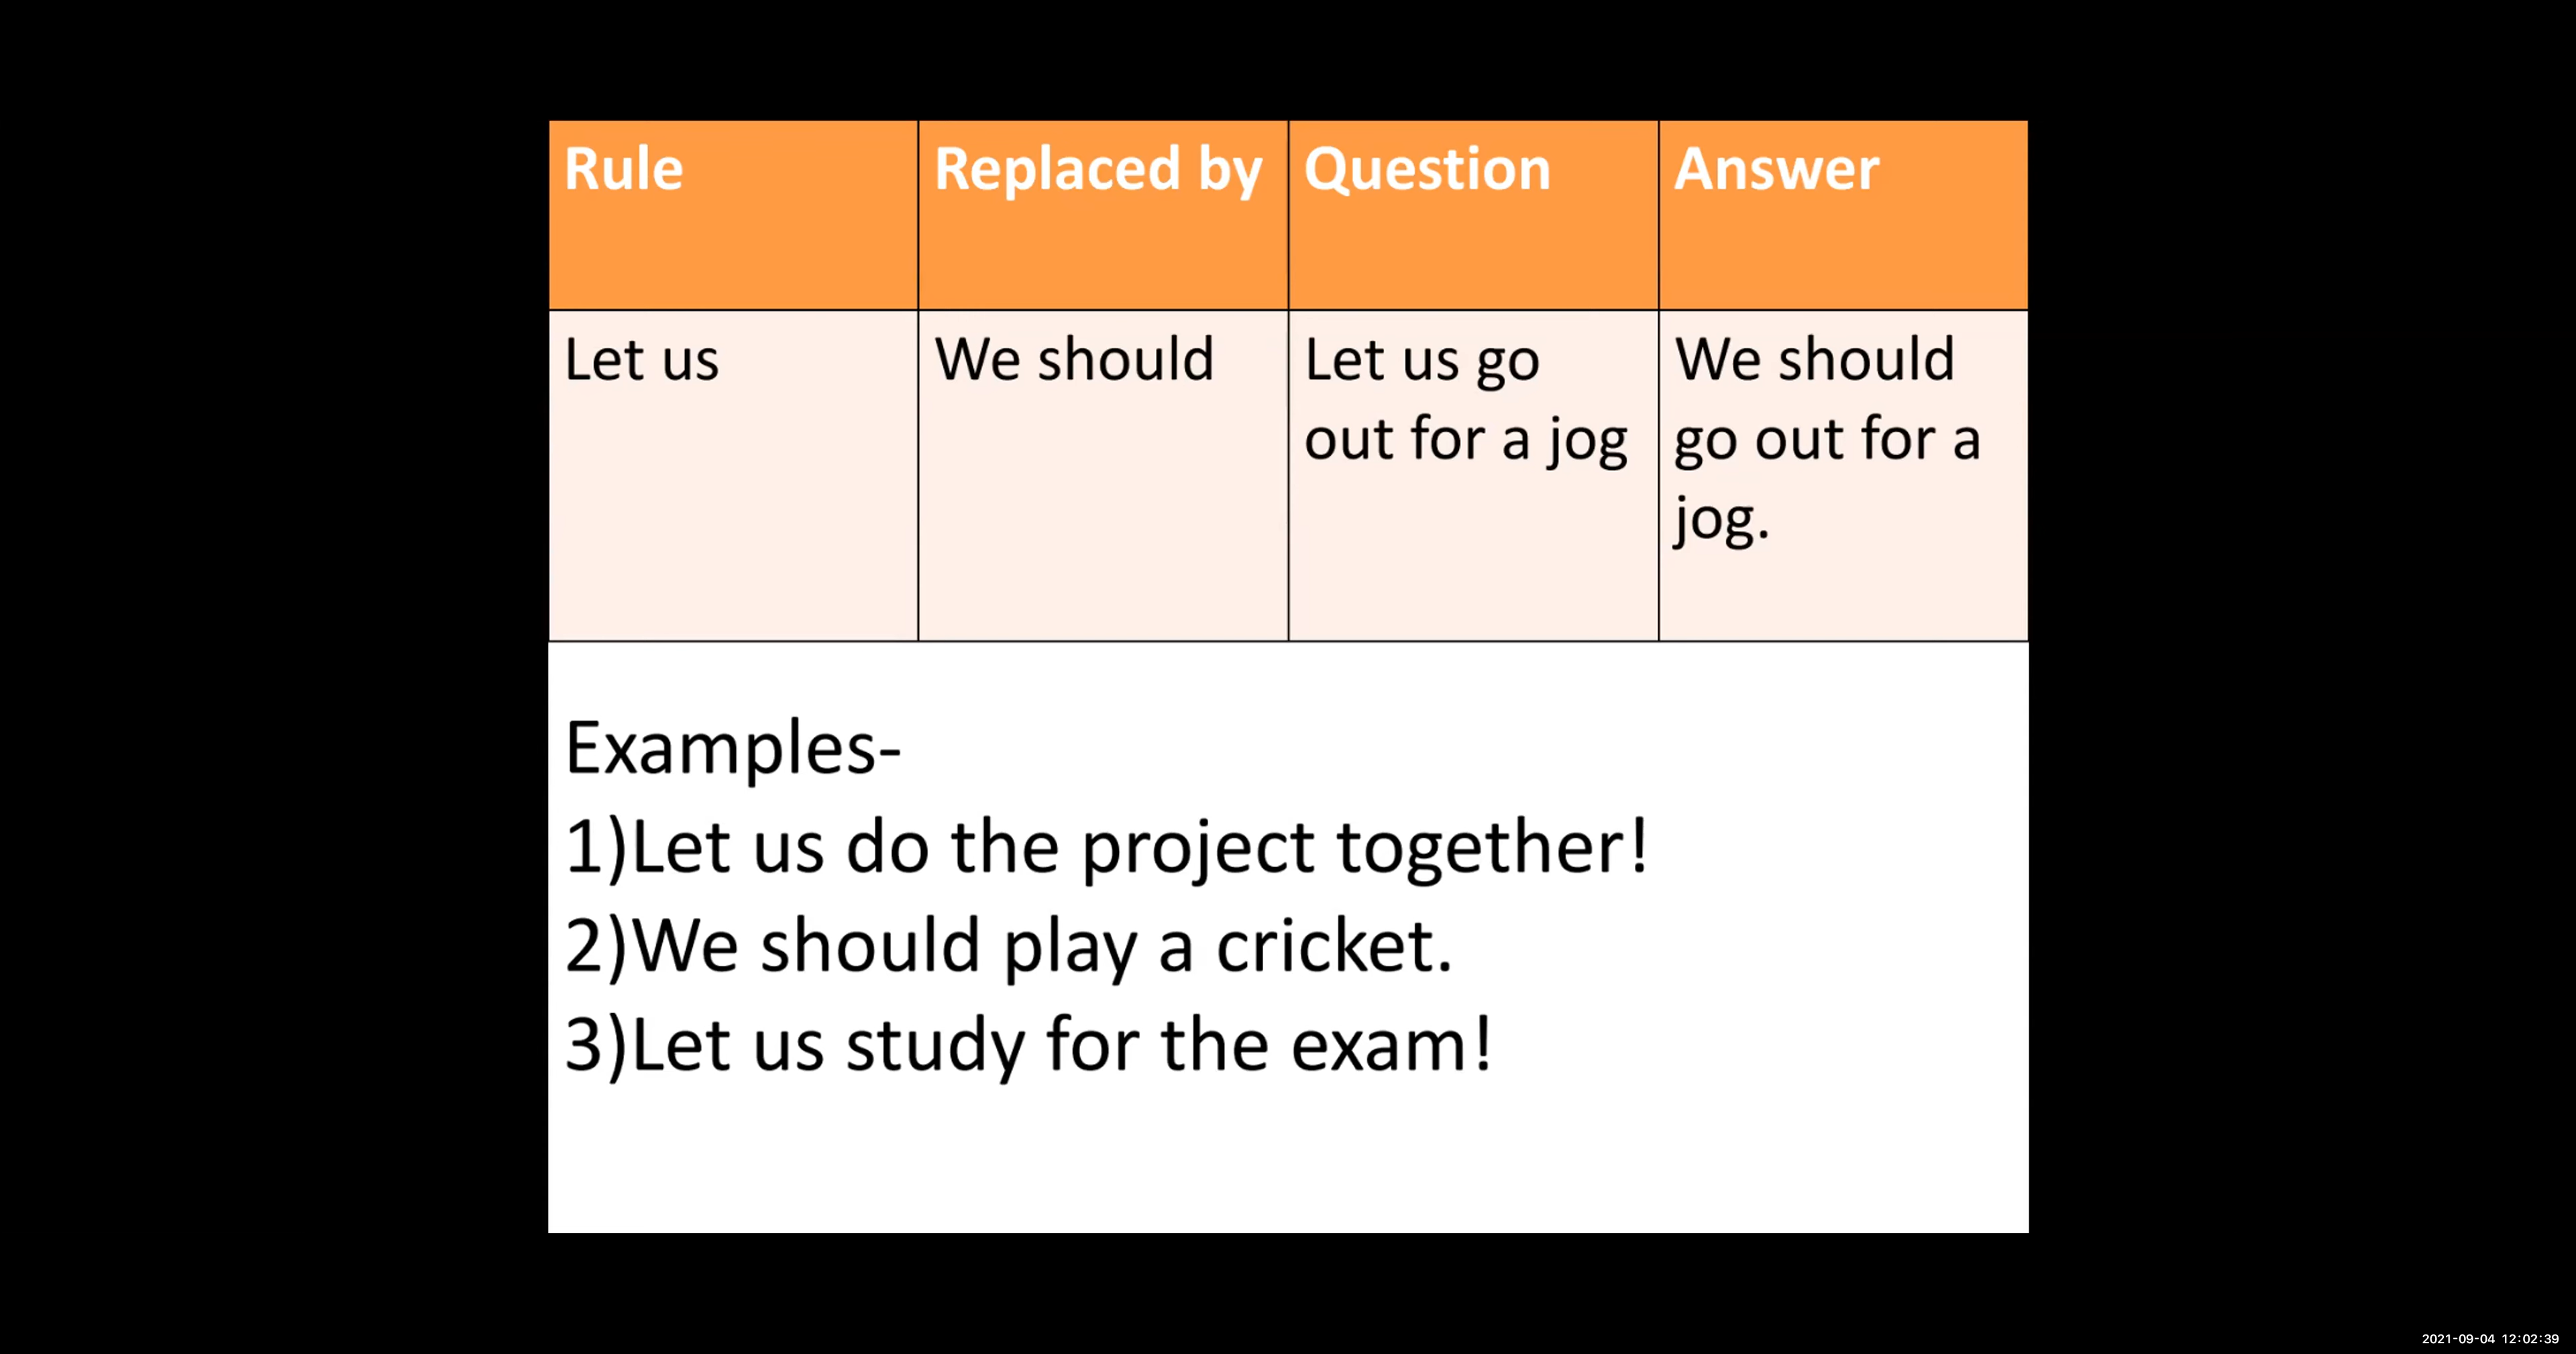 Rule
Replaced by
Question
Answer
Let us
We should
Let us go
out for a jog
We should
go out for a
jog.
Examples-
1)Let us do the project together!
2)We should play a cricket.
3)Let us study for the exam!
2021-09-04 12:02:39